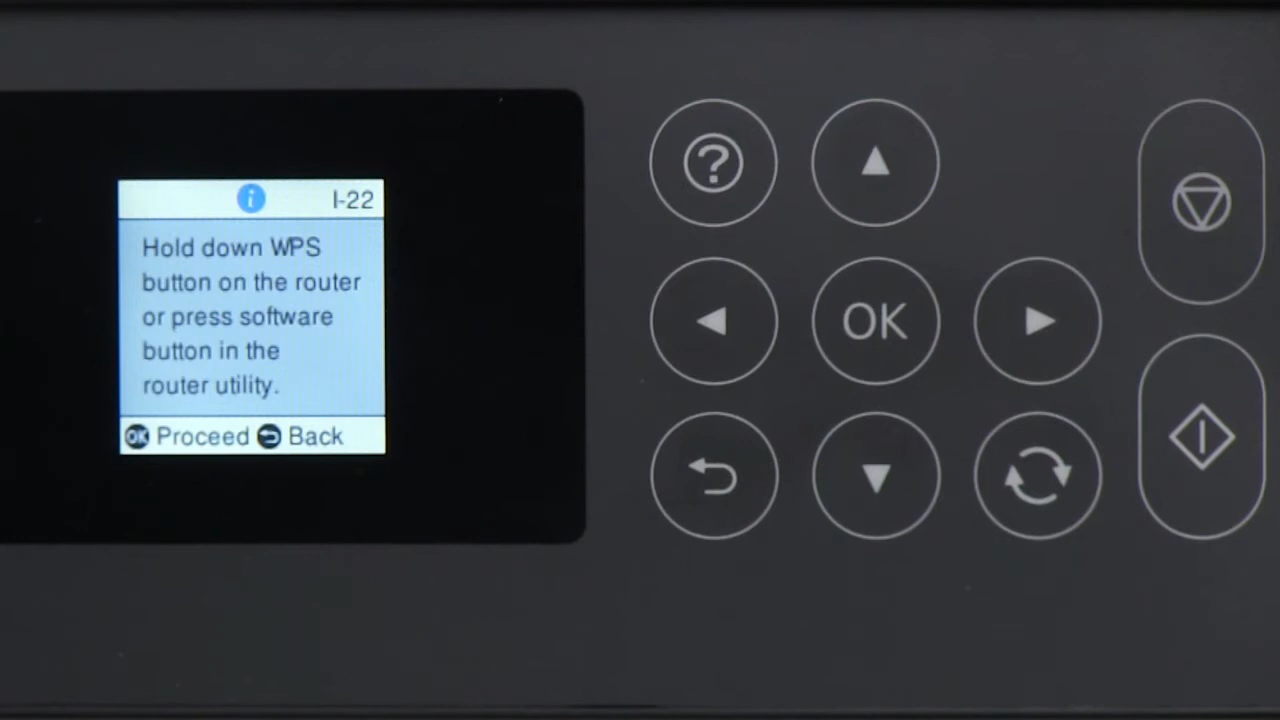 I-22
Hold down WPS
button on the router
or press software
button in the
router utility.
OK Proceed Back
?
OK